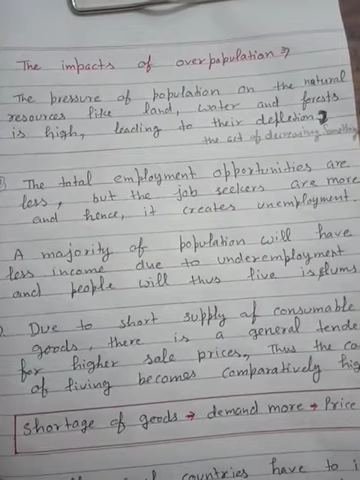 The impacts of overpopulation ⇒
The pressure of population on the natural
resources like land, water and forests
is high, leading to their depletion
the act of decreasing something
The total employment opportunities are
less, but the job seekers are more
and hence, it creates unemployment.
A majority of population will have
less income due to underemployment
and people will thus live in slums.
Due to short supply of consumable
goods, there is a general
for higher sale prices, Thus the
of living becomes comparatively
Shortage of goods → demand more → Price
countries have to